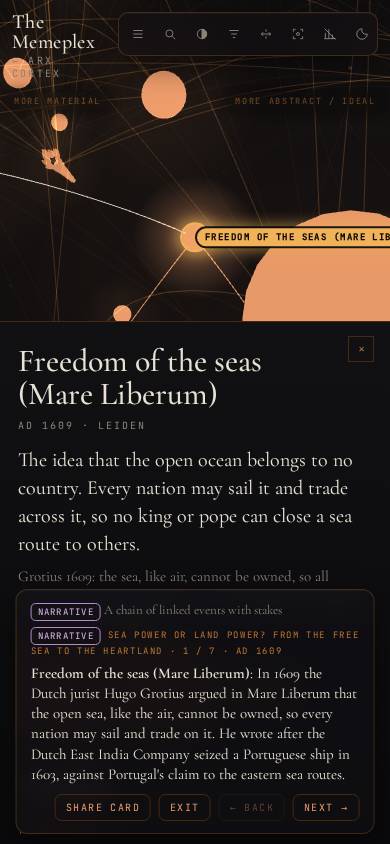 The
Memeplex
← ARX
CORTEX
MORE MATERIAL
MORE ABSTRACT / IDEAL
FREEDOM OF THE SEAS (MARE LIB
Freedom of the seas
(Mare Liberum)
×
AD 1609 · LEIDEN
The idea that the open ocean belongs to no
country. Every nation may sail it and trade
across it, so no king or pope can close a sea
route to others.
Grotius 1609: the sea, like air, cannot be owned, so all
NARRATIVE A chain of linked events with stakes
NARRATIVE SEA POWER OR LAND POWER? FROM THE FREE
SEA TO THE HEARTLAND · 1 / 7 · AD 1609
Freedom of the seas (Mare Liberum): In 1609 the
Dutch jurist Hugo Grotius argued in Mare Liberum that
the open sea, like the air, cannot be owned, so every
nation may sail and trade on it. He wrote after the
Dutch East India Company seized a Portuguese ship in
1603, against Portugal's claim to the eastern sea routes.
SHARE CARD
EXIT
← BACK
NEXT →